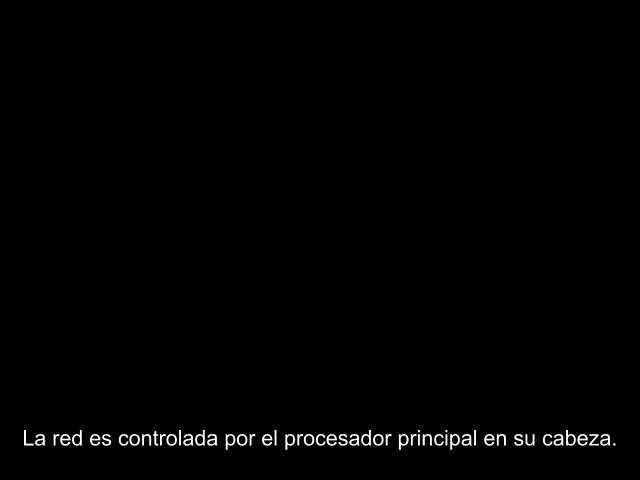 La red es controlada por el procesador principal en su cabeza.